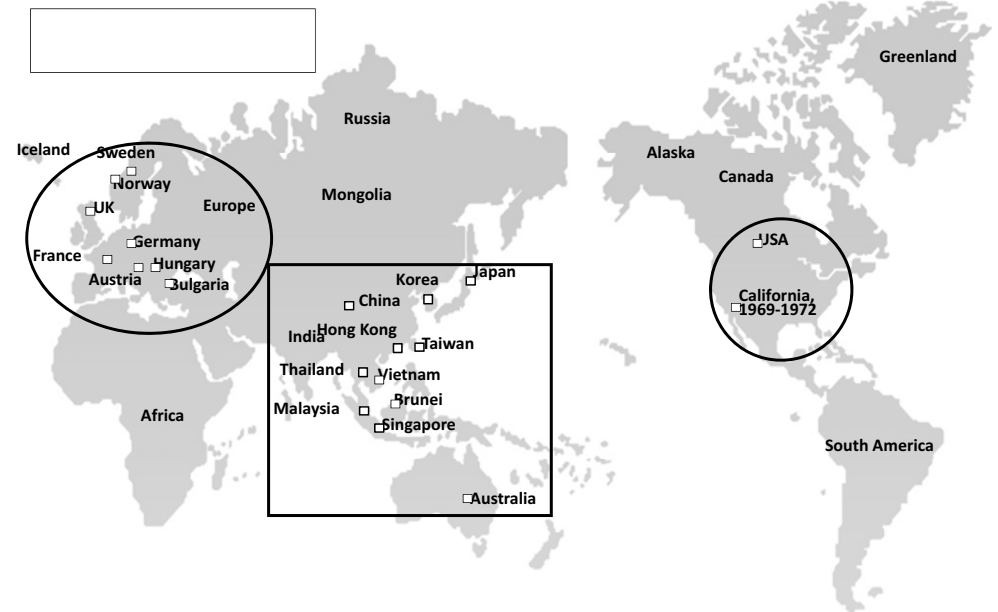 Greenland
Russia
Iceland
Sweden
Alaska
Canada
Norway
Mongolia
UK
Europe
Germany
USA
France
Hungary
Austria
Bulgaria
Korea
Japan
China
California,
1969-1972
India
Hong Kong
Taiwan
Thailand
Vietnam
Brunei
Malaysia
Africa
Singapore
South America
Australia